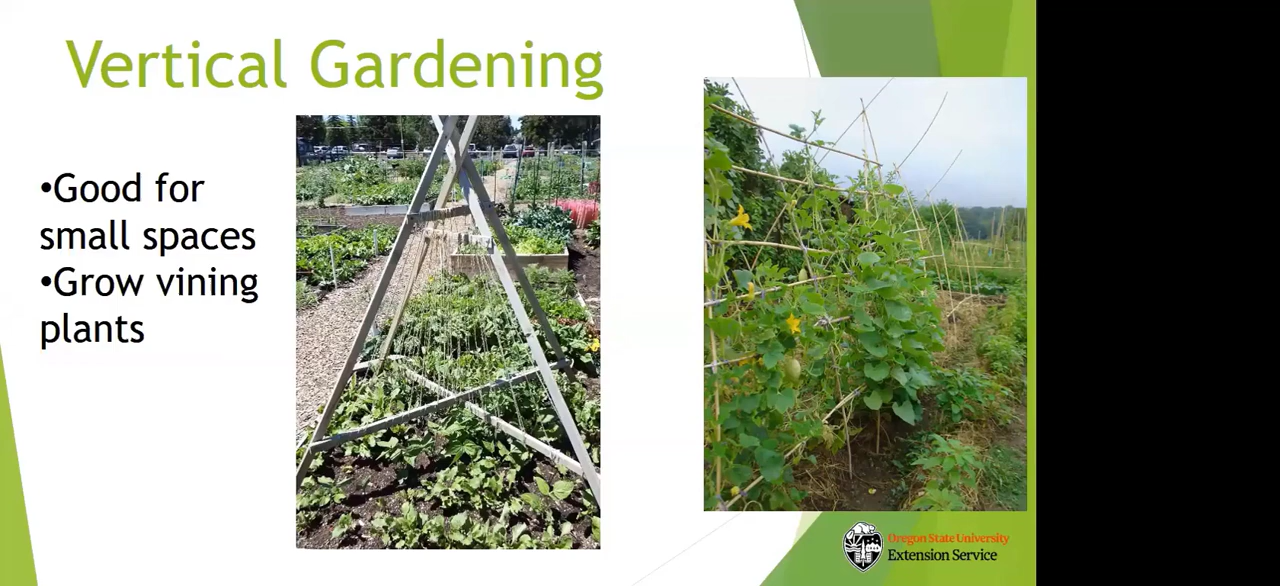 Vertical Gardening
•Good for
small spaces
•Grow vining
plants
Oregon State University
Extension Service